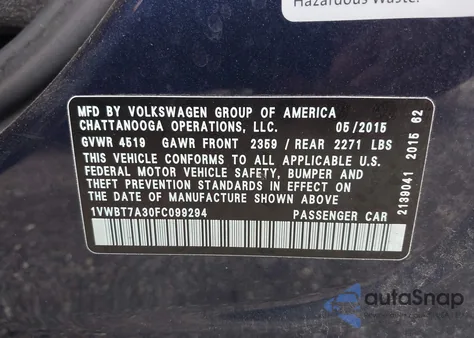 Hazardous Waste.
MFD BY VOLKSWAGEN GROUP OF AMERICA
CHATTANOOGA OPERATIONS, LLC. 05/2015
GVWR 4519 GAWR FRONT 2359 / REAR 2271 LBS
THIS VEHICLE CONFORMS TO ALL APPLICABLE U.S.
FEDERAL MOTOR VEHICLE SAFETY, BUMPER AND
THEFT PREVENTION STANDARDS IN EFFECT ON
THE DATE OF MANUFACTURE SHOWN ABOVE
1VWBT7A30FC099294 PASSENGER CAR
2139041 2015 62
autoSnap